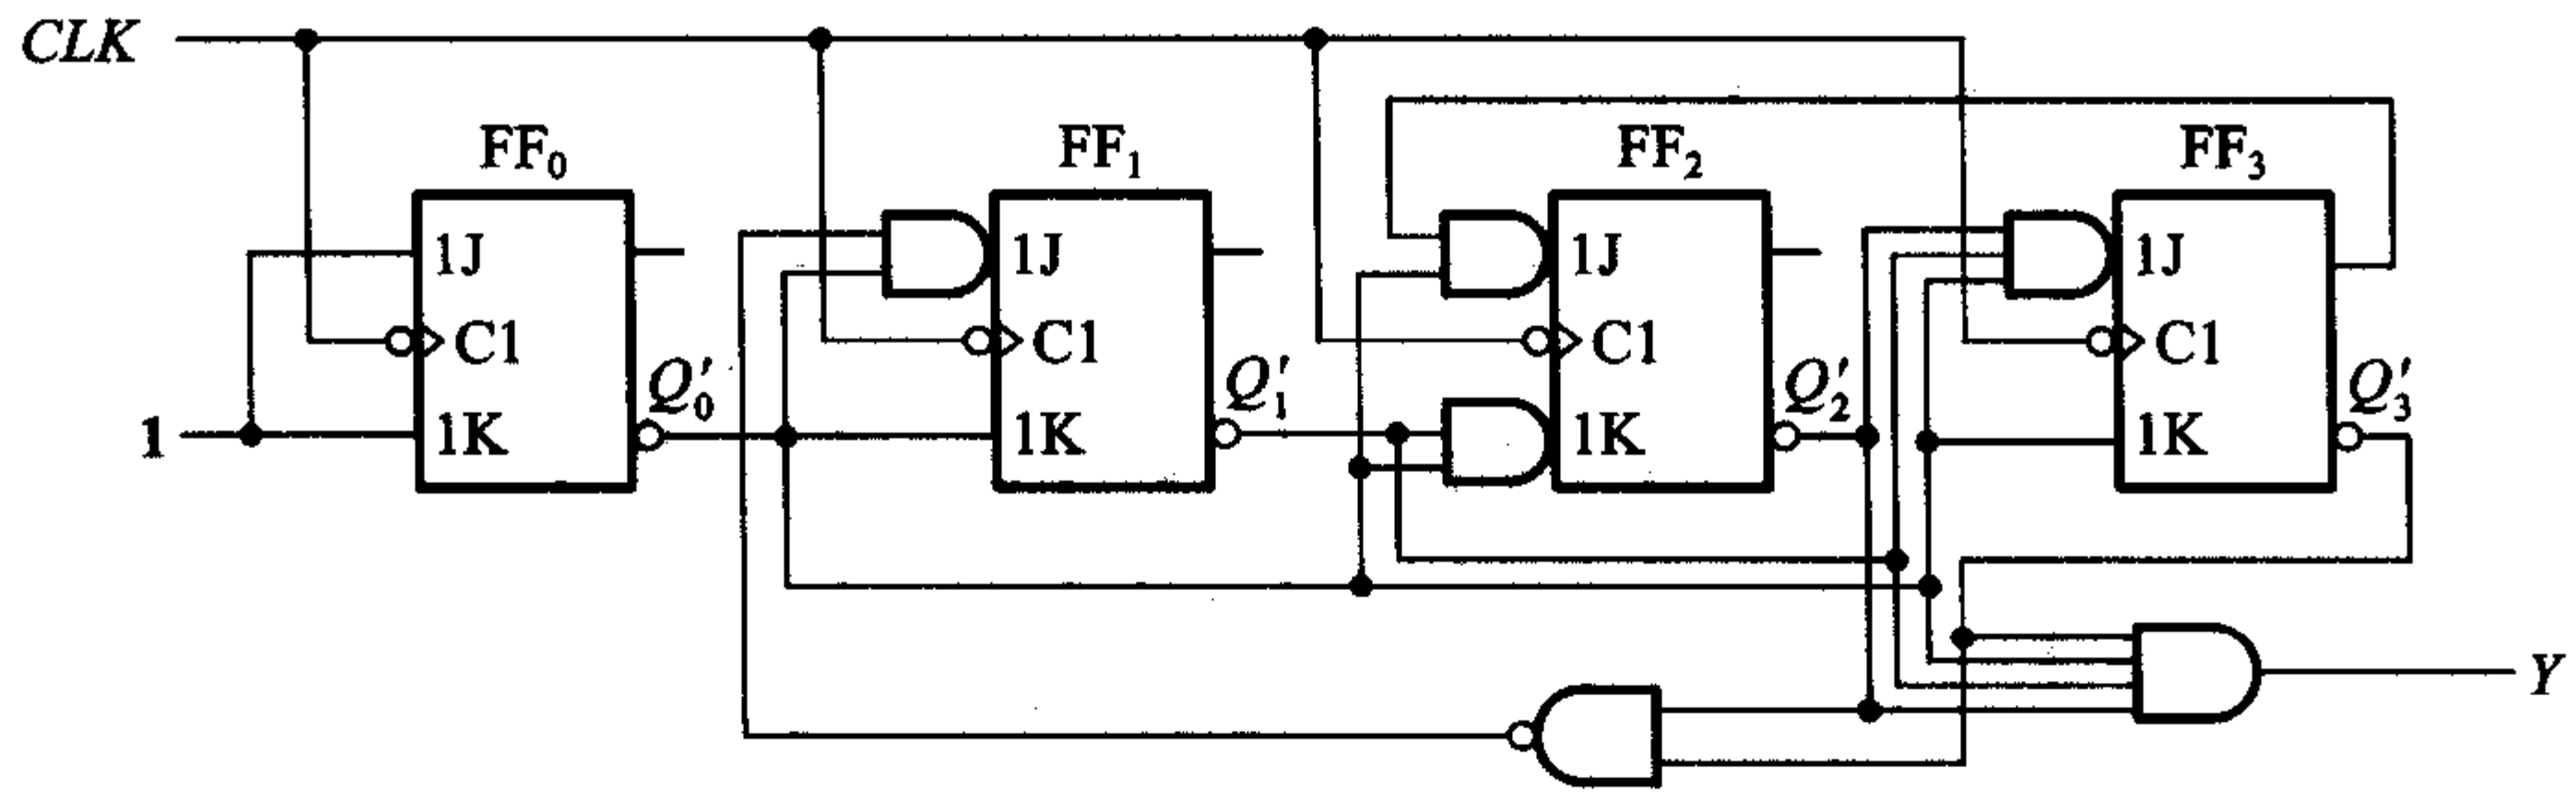 CLK
FF₀ FF₁ FF₂ FF₃
1J 1J 1J 1J
C1 C1 C1 C1
Q′₀ Q′₁ Q′₂ Q′₃
1 1K 1K 1K 1K
Y